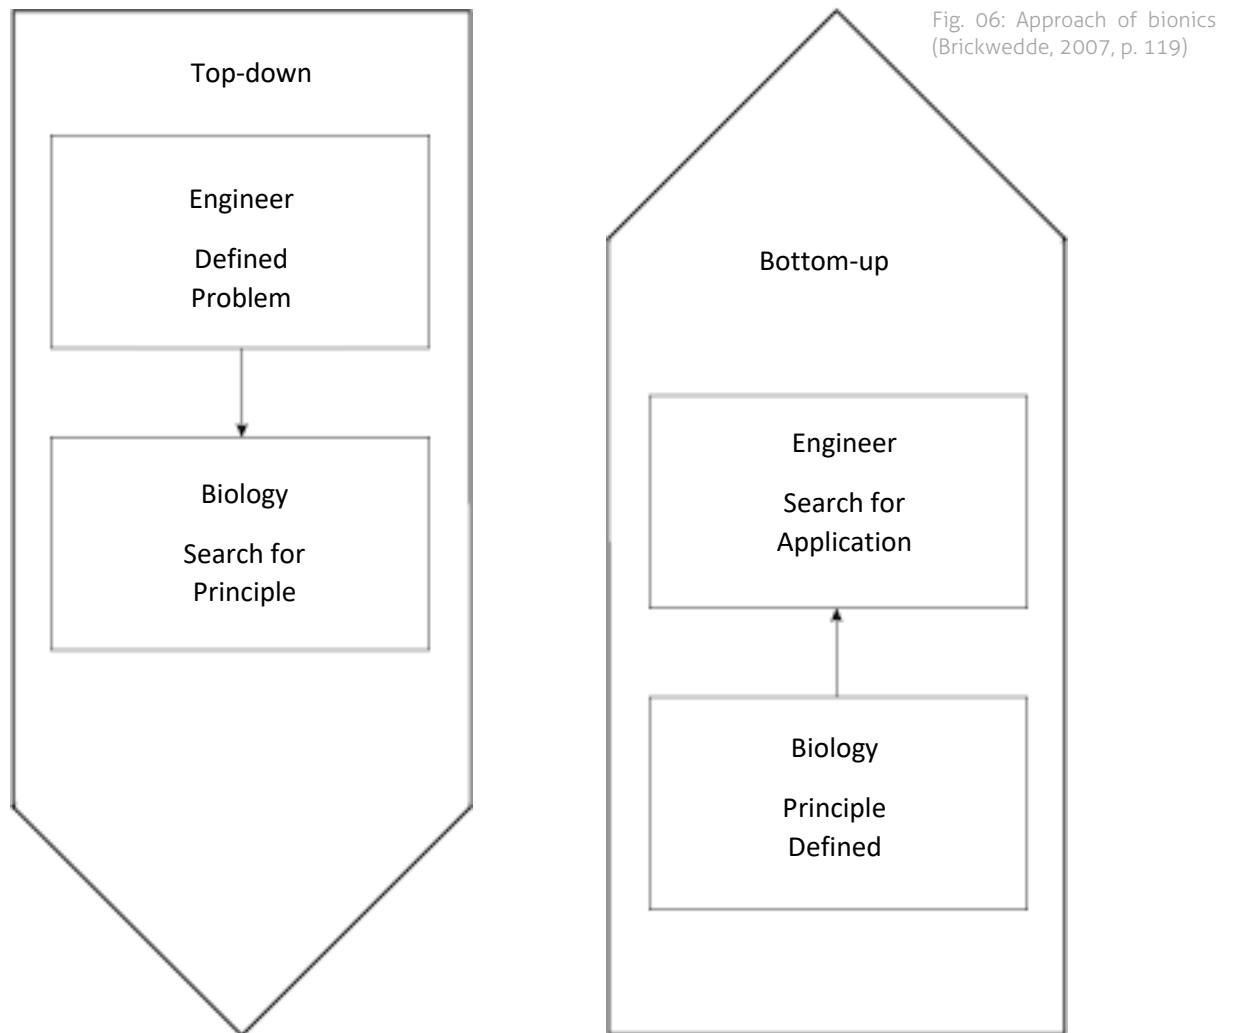 Fig. 06: Approach of bionics
(Brickwedde, 2007, p. 119)
Top-down
Engineer
Defined
Problem
Biology
Search for
Principle
Bottom-up
Engineer
Search for
Application
Biology
Principle
Defined